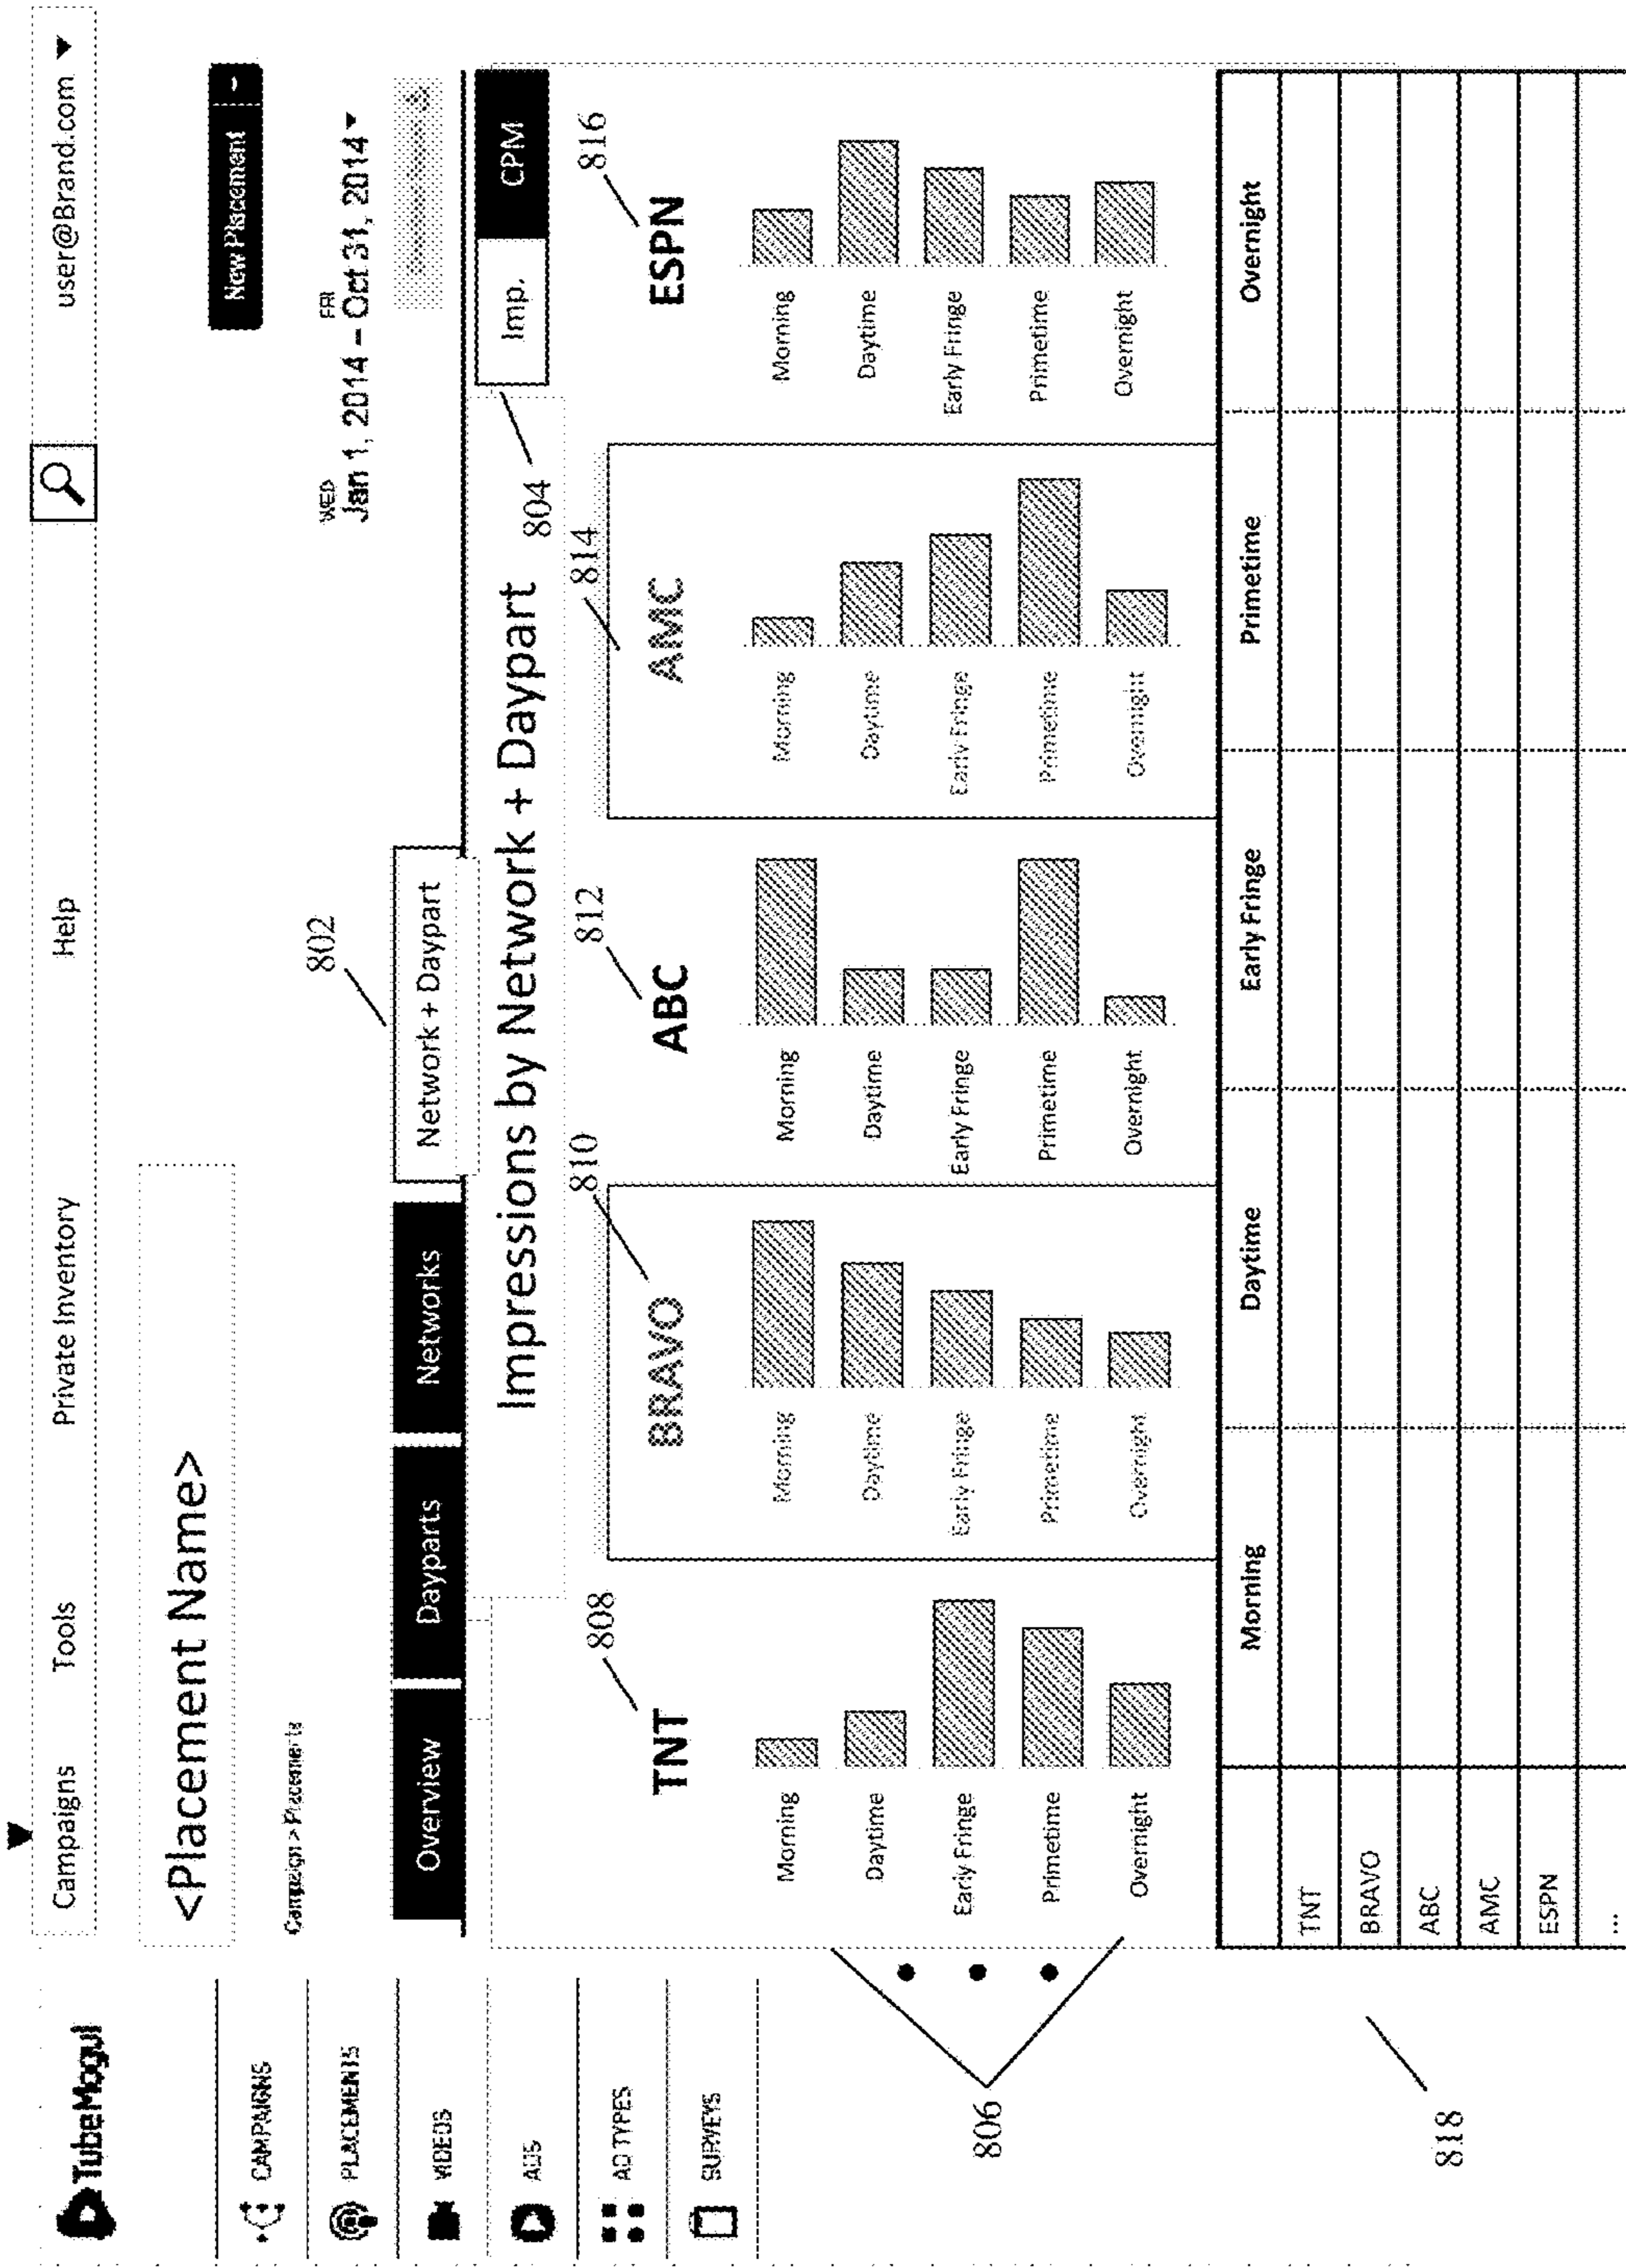 TubeMogul
CAMPAIGNS
PLACEMENTS
VIDEOS
ADS
AD TYPES
SURVEYS
Campaigns Tools Private Inventory Help user@Brand.com
<Placement Name>
New Placement
Campaign > Placements
WED FRI
Jan 1, 2014 – Oct 31, 2014
802
Overview Dayparts Networks Network + Daypart
Impressions by Network + Daypart
Imp. CPM
804
806
808
TNT
Morning
Daytime
Early Fringe
Primetime
Overnight
810
BRAVO
Morning
Daytime
Early Fringe
Primetime
Overnight
812
ABC
Morning
Daytime
Early Fringe
Primetime
Overnight
814
AMC
Morning
Daytime
Early Fringe
Primetime
Overnight
816
ESPN
Morning
Daytime
Early Fringe
Primetime
Overnight
818
Morning Daytime Early Fringe Primetime Overnight
TNT
BRAVO
ABC
AMC
ESPN
...